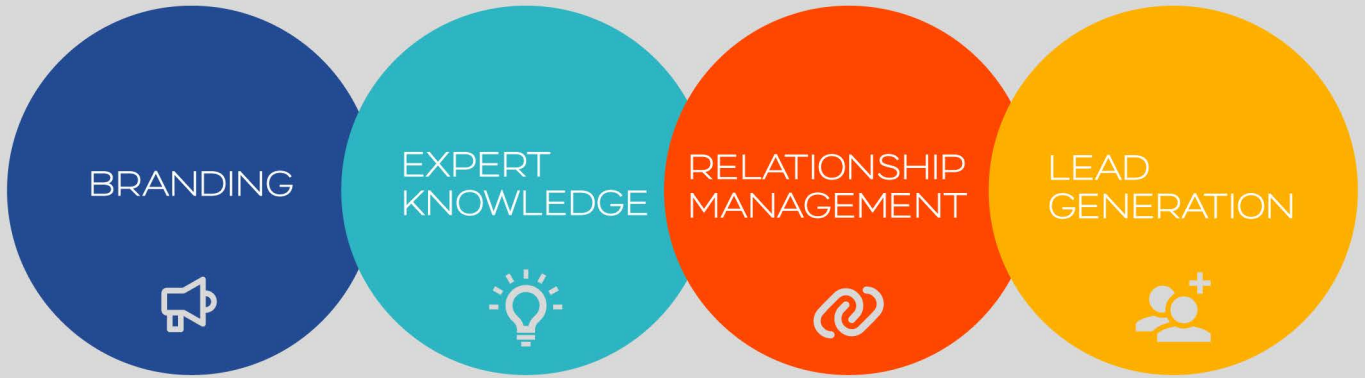 BRANDING
EXPERT
KNOWLEDGE
RELATIONSHIP
MANAGEMENT
LEAD
GENERATION